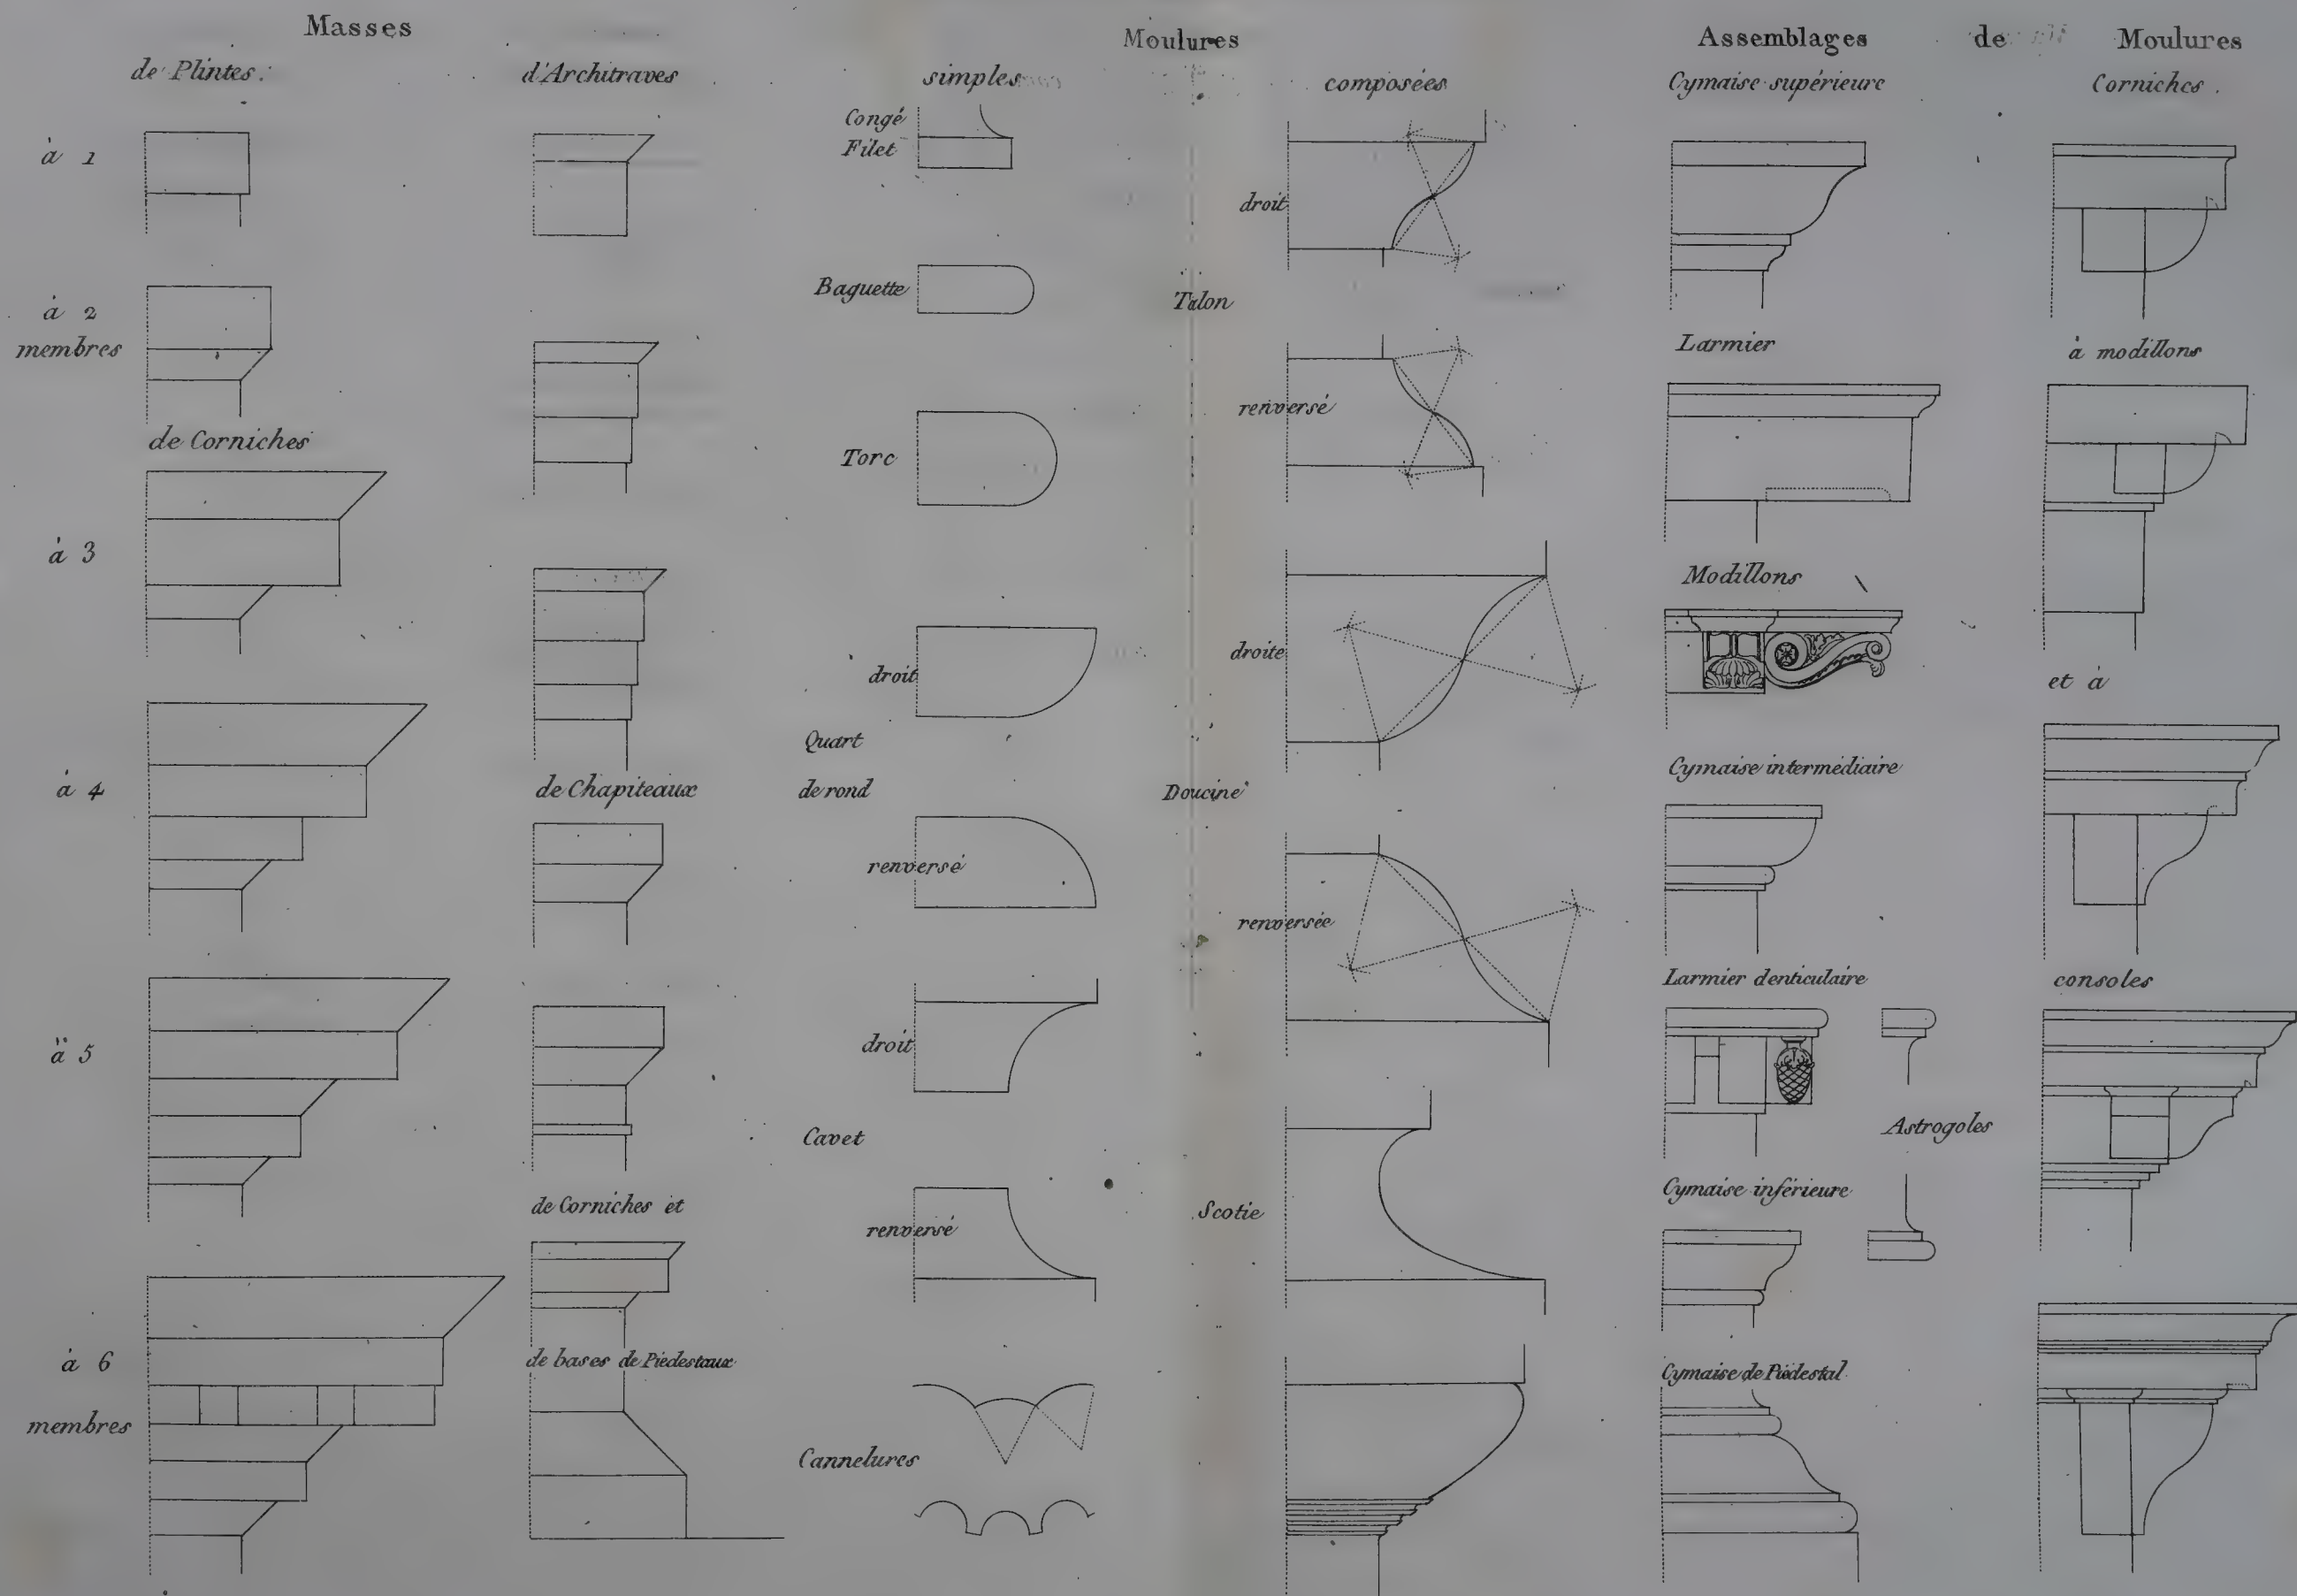 Masses
de Plintes.
d'Architraves
à 1
à 2
membres
de Corniches
à 3
à 4
de Chapiteaux
à 5
de Corniches et
de bases de Piédestaux
à 6
membres
Moulures
simples
composées
Congé
Filet
Baguette
Torc
droit
Quart
de rond
renversé
droit
Cavet
renversé
Cannelures
droit
Talon
renversé
droite
Doucine
renversée
Scotie
Assemblages de Moulures
Cymaise supérieure
Corniches.
Larmier
à modillons
Modillons
et à
Cymaise intermédiaire
Larmier denticulaire
consoles
Astrogoles
Cymaise inférieure
Cymaise de Piédestal